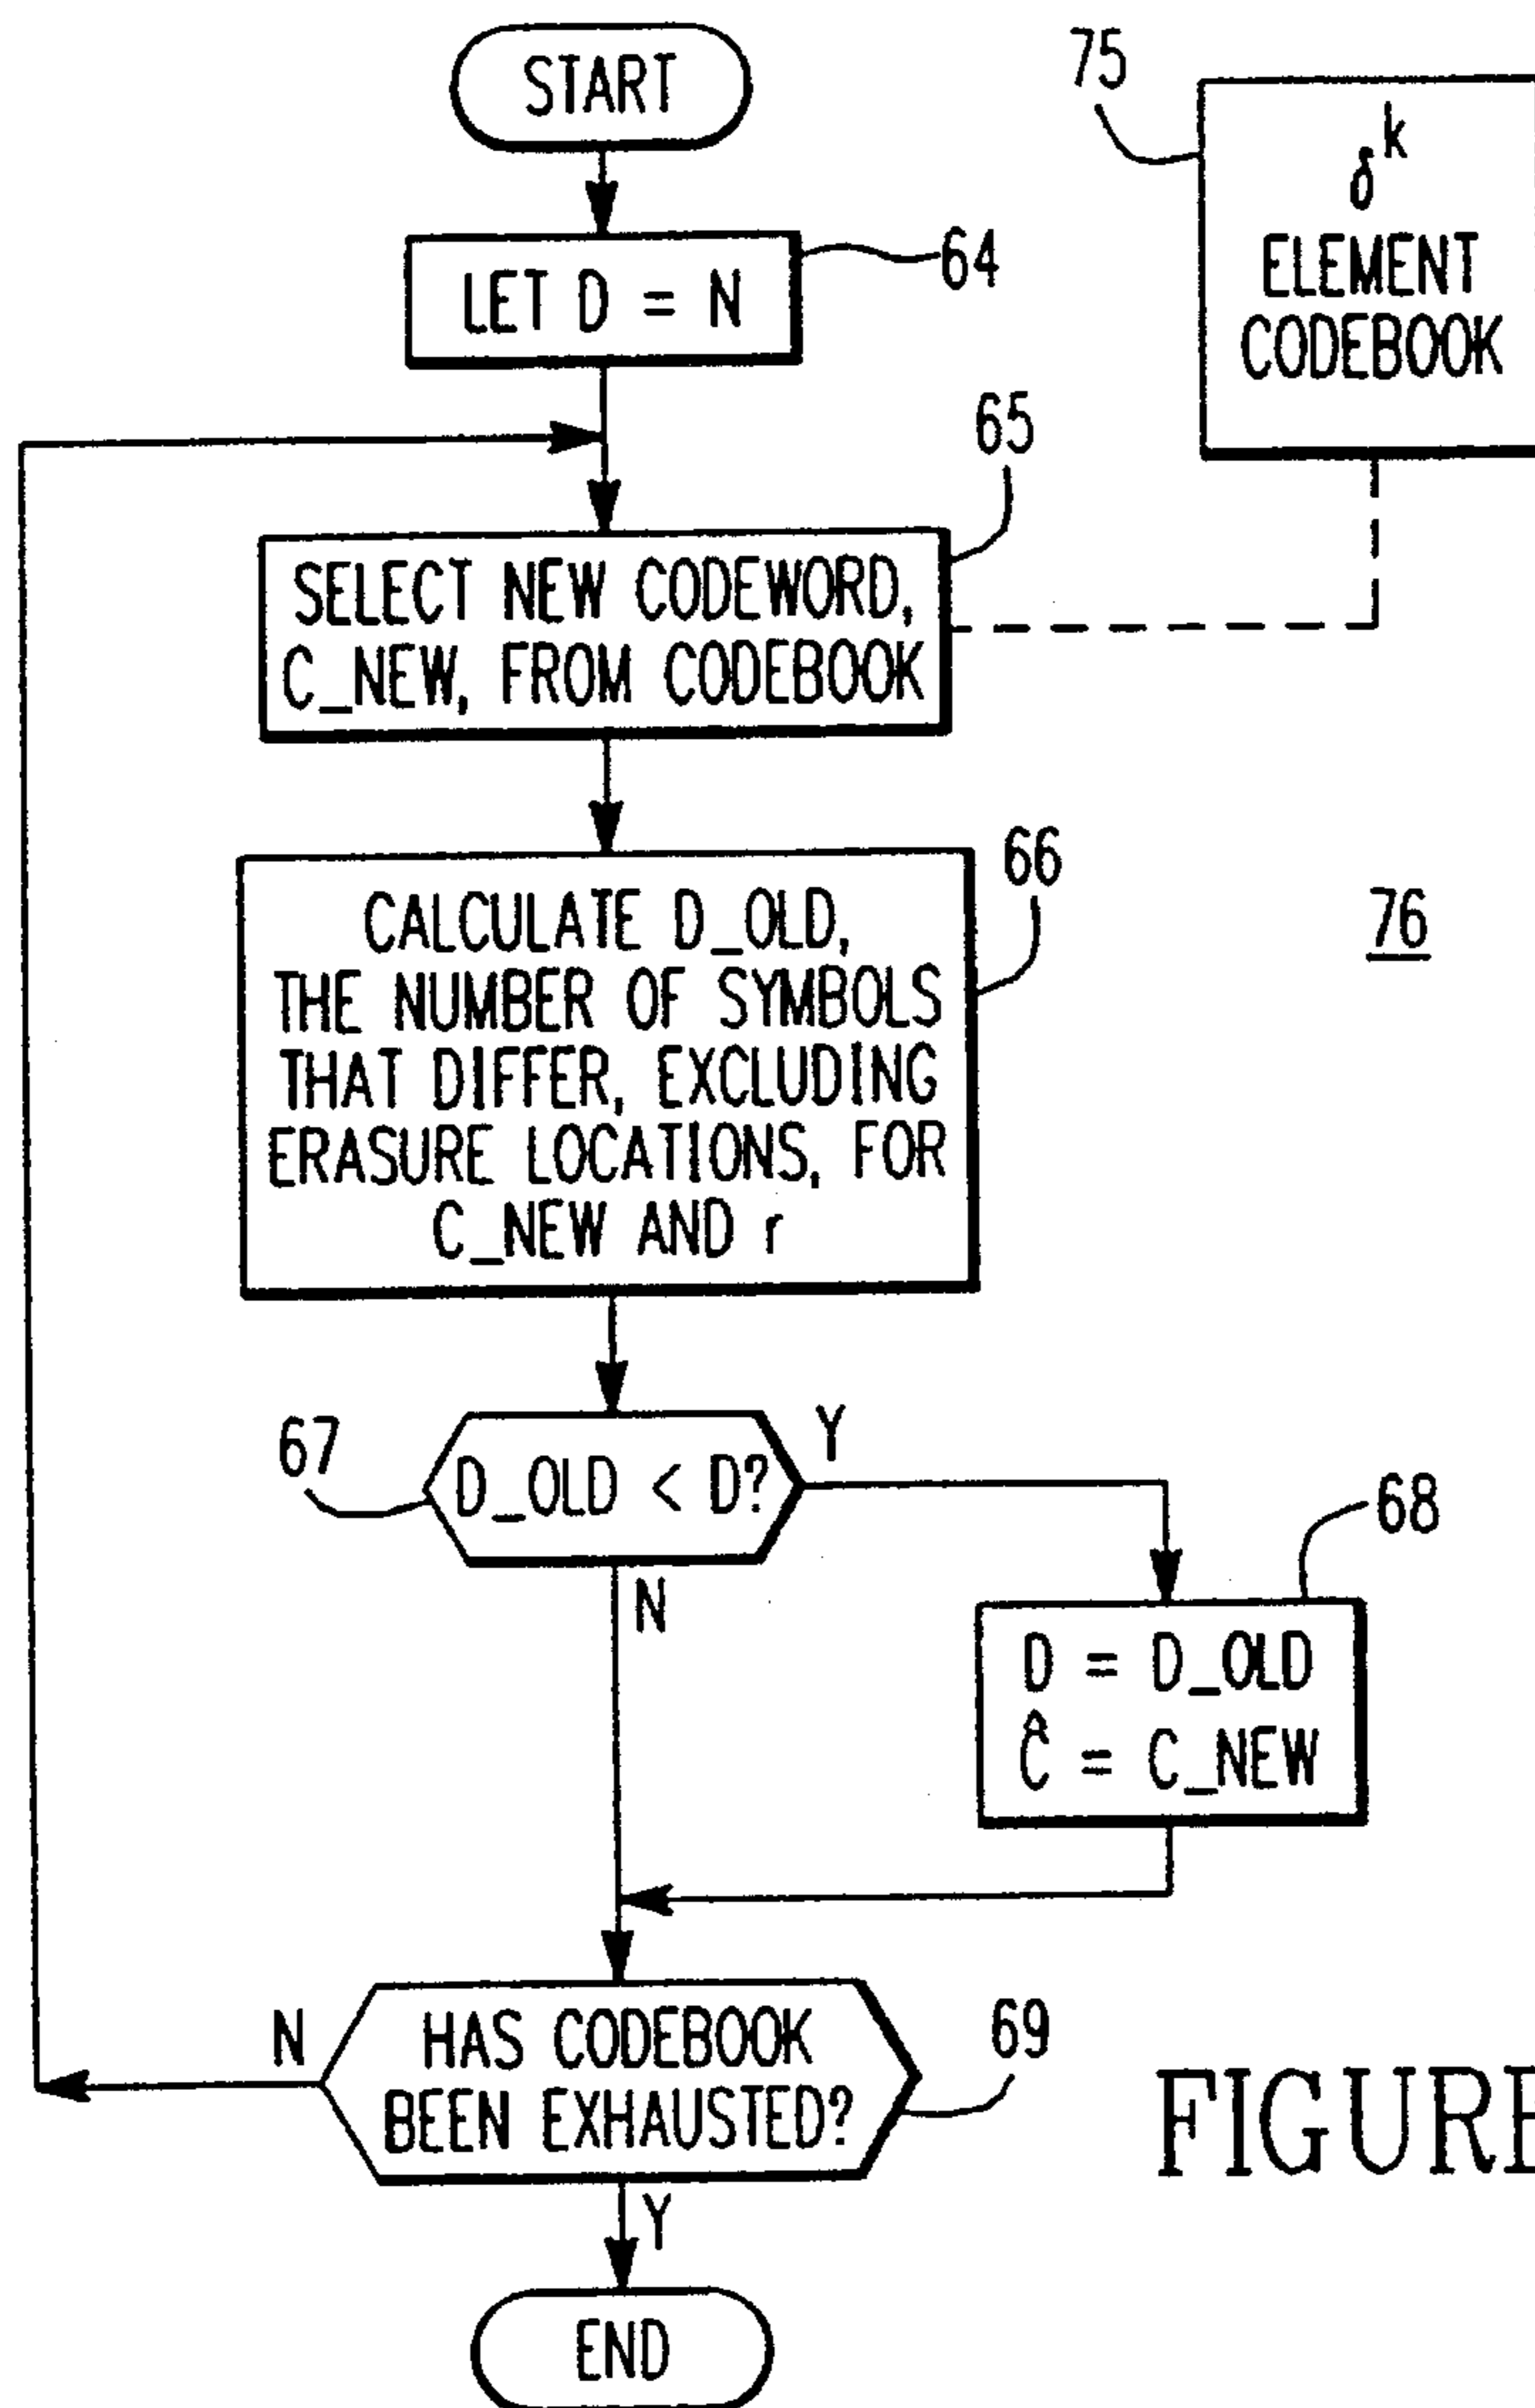 START
75
δ^k
ELEMENT
CODEBOOK
LET D = N
64
65
SELECT NEW CODEWORD,
C_NEW, FROM CODEBOOK
66
CALCULATE D_OLD,
THE NUMBER OF SYMBOLS
THAT DIFFER, EXCLUDING
ERASURE LOCATIONS, FOR
C_NEW AND r
76
67
D_OLD < D?
Y
N
68
D = D_OLD
Ĉ = C_NEW
N
HAS CODEBOOK
BEEN EXHAUSTED?
69
Y
FIGURE
END